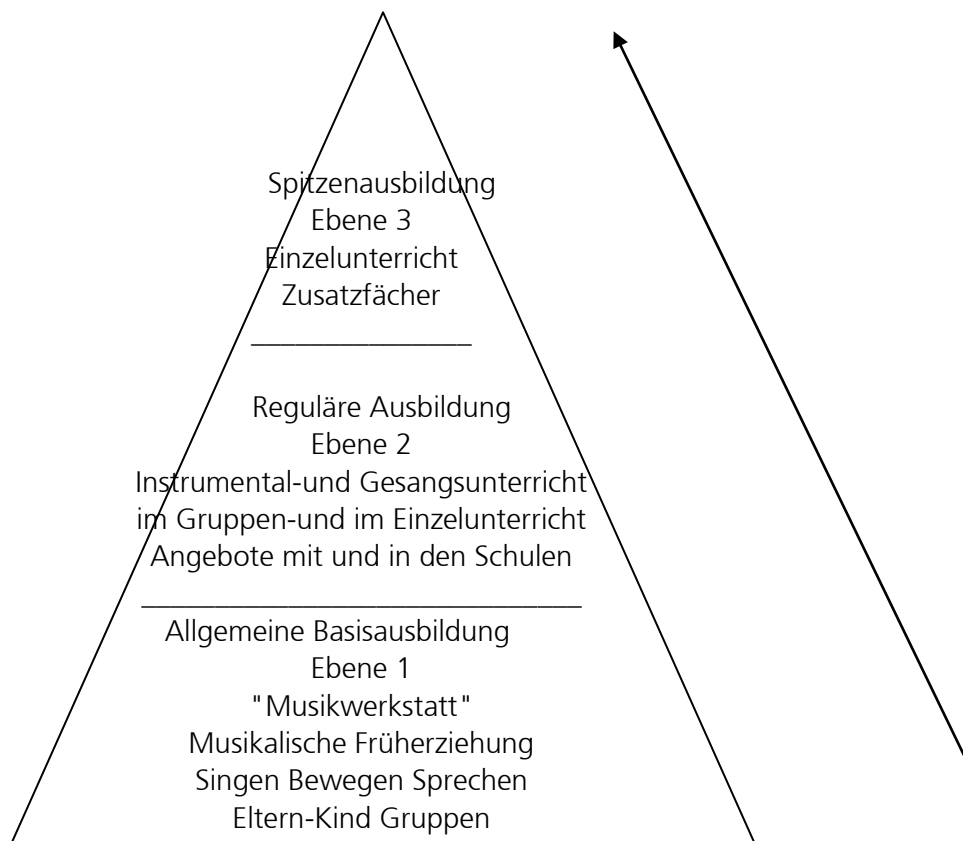 Spitzenausbildung
Ebene 3
Einzelunterricht
Zusatzfächer
Reguläre Ausbildung
Ebene 2
Instrumental-und Gesangsunterricht
im Gruppen-und im Einzelunterricht
Angebote mit und in den Schulen
Allgemeine Basisausbildung
Ebene 1
"Musikwerkstatt"
Musikalische Früherziehung
Singen Bewegen Sprechen
Eltern-Kind Gruppen